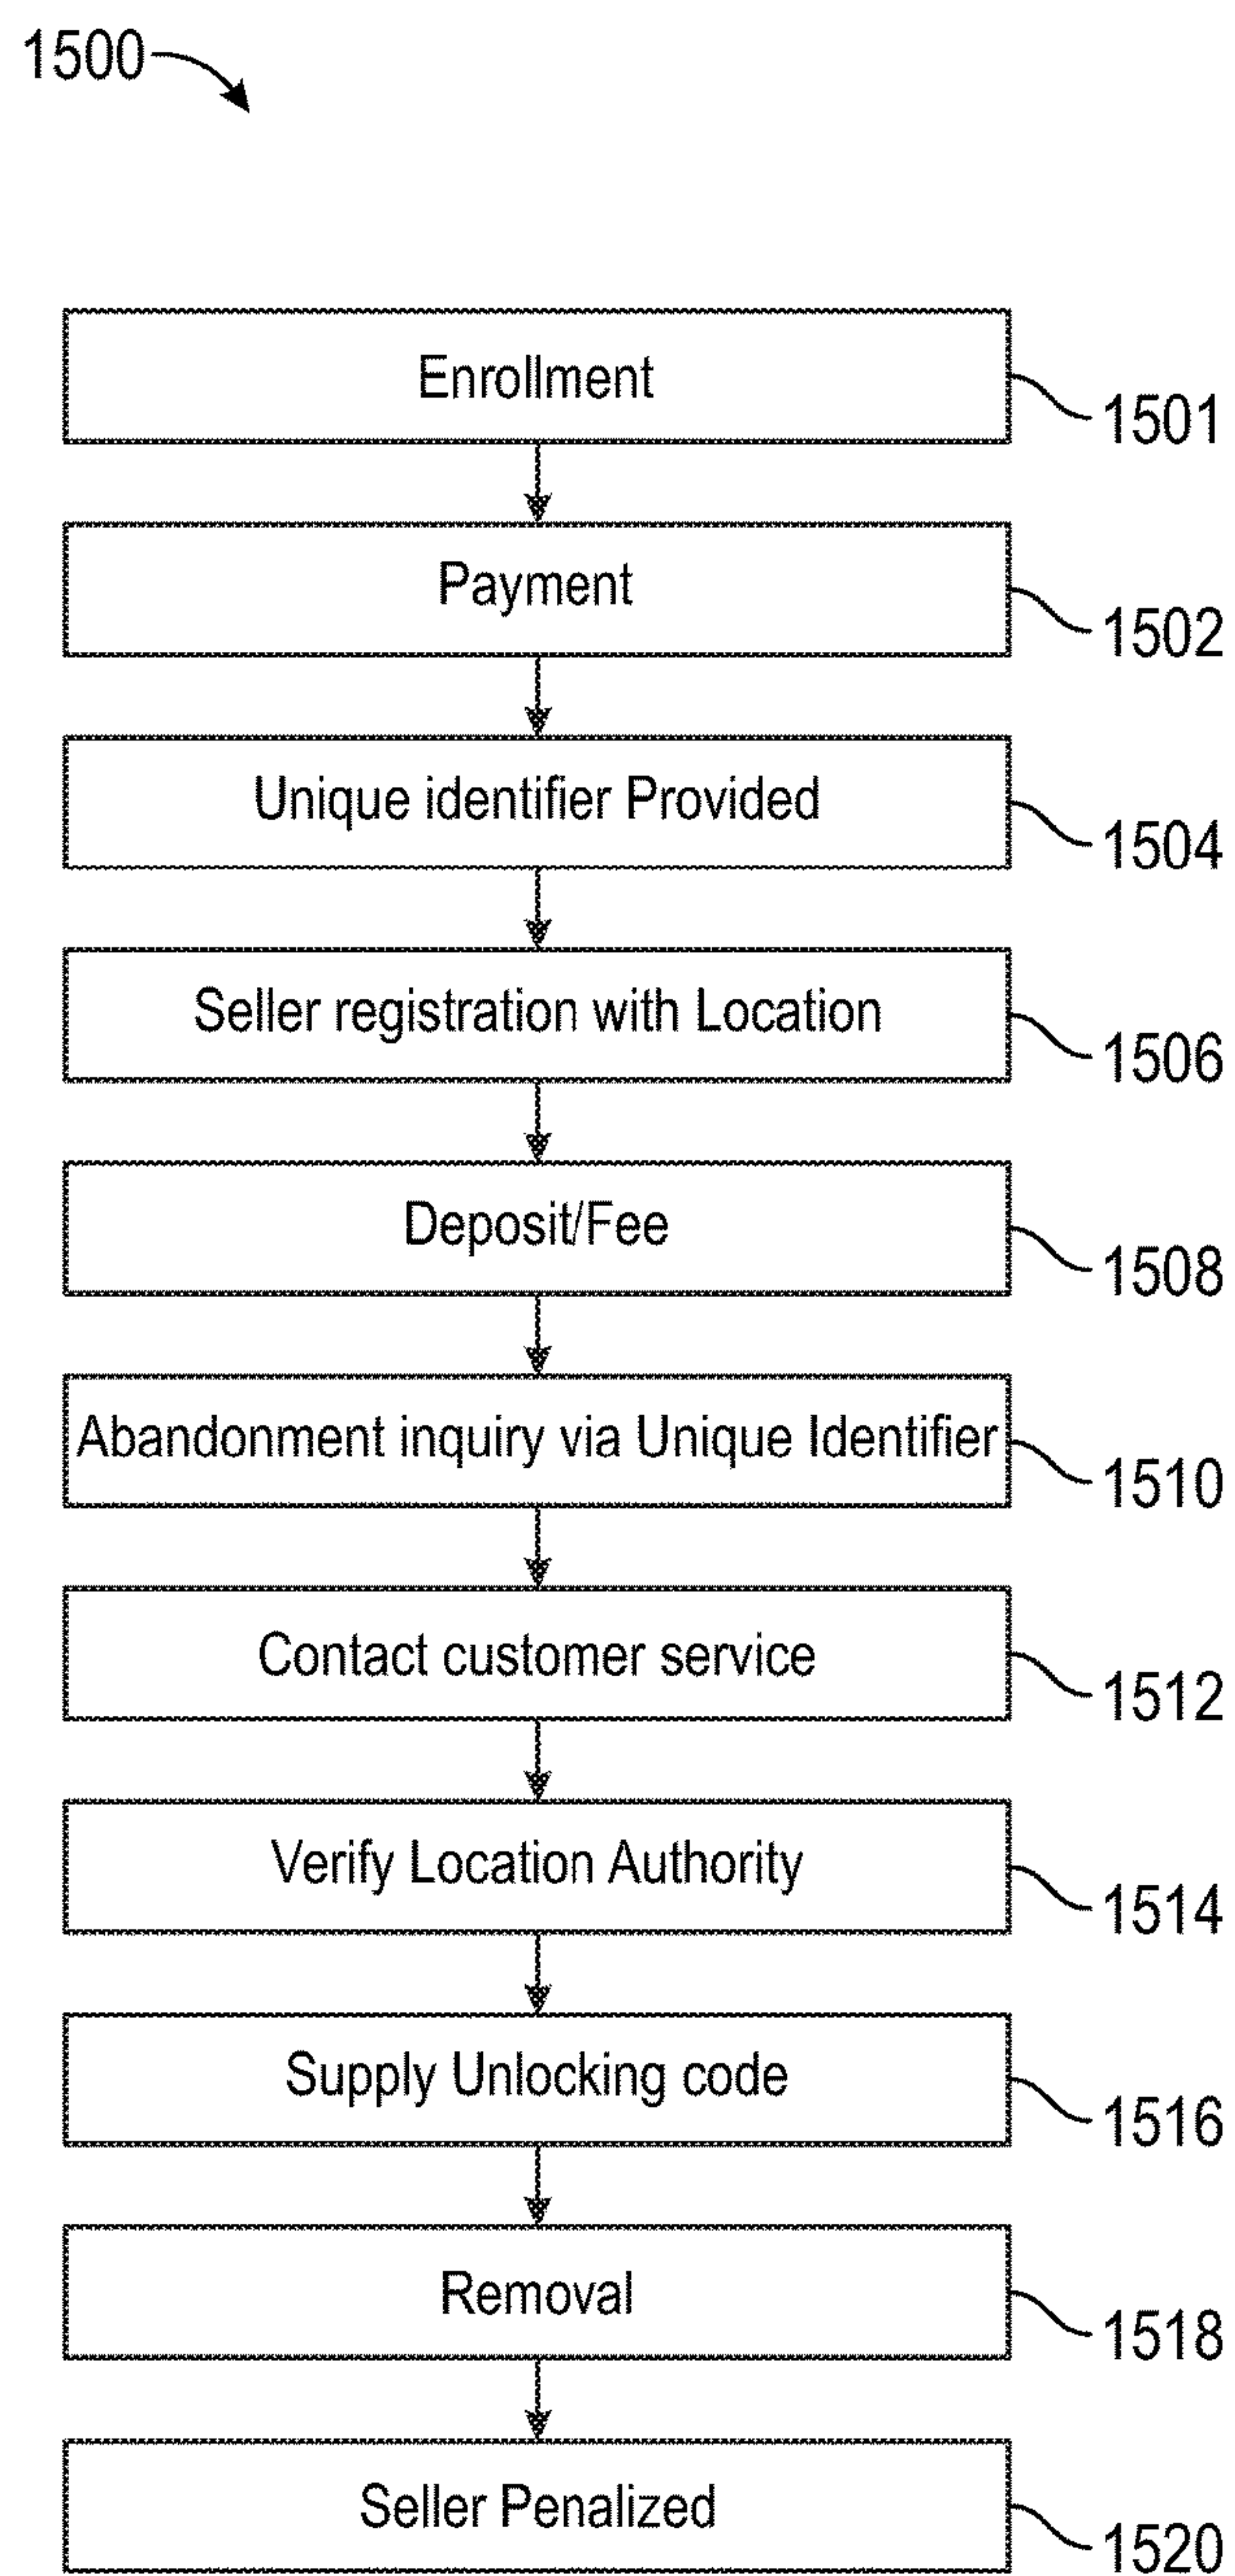 1500
Enrollment
1501
Payment
1502
Unique identifier Provided
1504
Seller registration with Location
1506
Deposit/Fee
1508
Abandonment inquiry via Unique Identifier
1510
Contact customer service
1512
Verify Location Authority
1514
Supply Unlocking code
1516
Removal
1518
Seller Penalized
1520